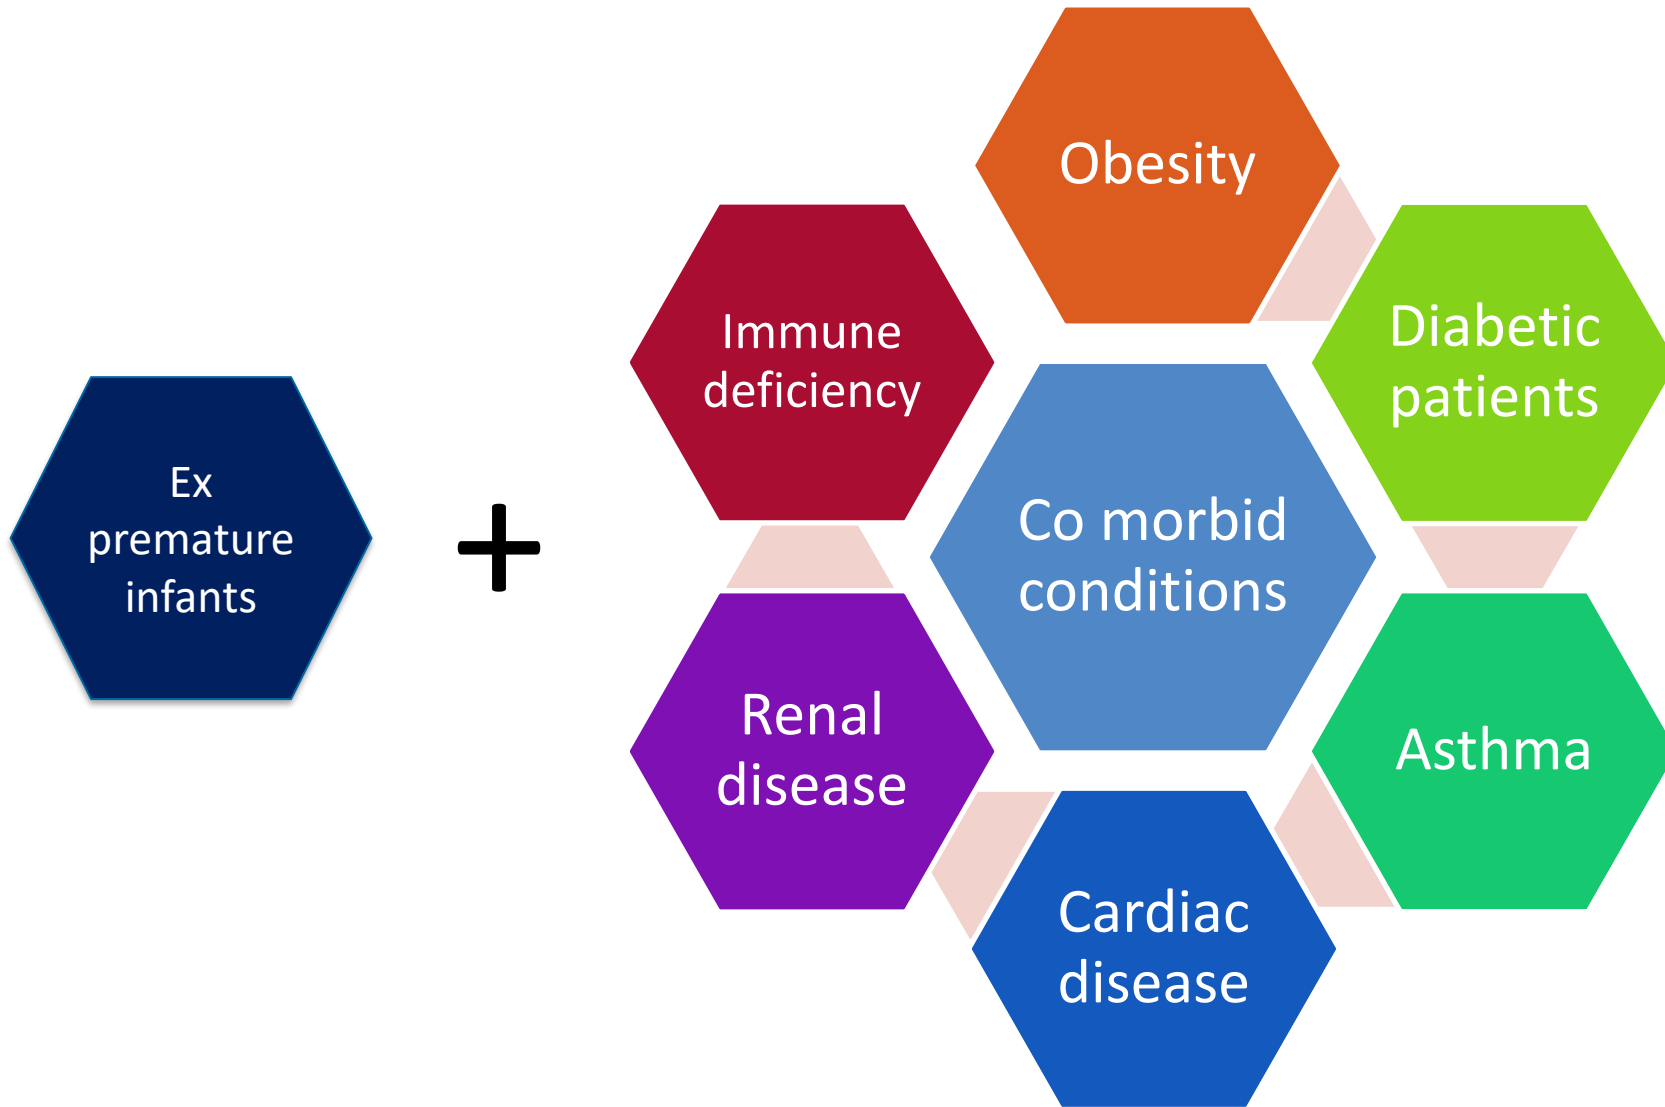 Ex
premature
infants
+
Obesity
Diabetic
patients
Asthma
Cardiac
disease
Renal
disease
Immune
deficiency
Co morbid
conditions